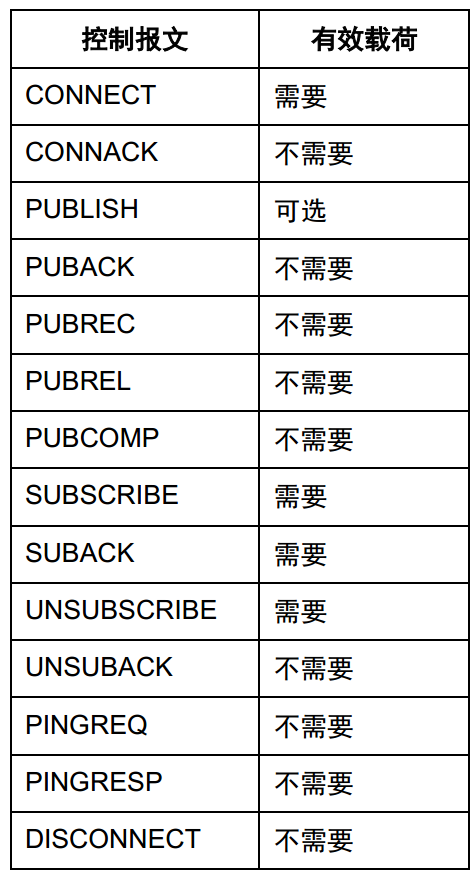 控制报文 有效载荷
CONNECT 需要
CONNACK 不需要
PUBLISH 可选
PUBACK 不需要
PUBREC 不需要
PUBREL 不需要
PUBCOMP 不需要
SUBSCRIBE 需要
SUBACK 需要
UNSUBSCRIBE 需要
UNSUBACK 不需要
PINGREQ 不需要
PINGRESP 不需要
DISCONNECT 不需要